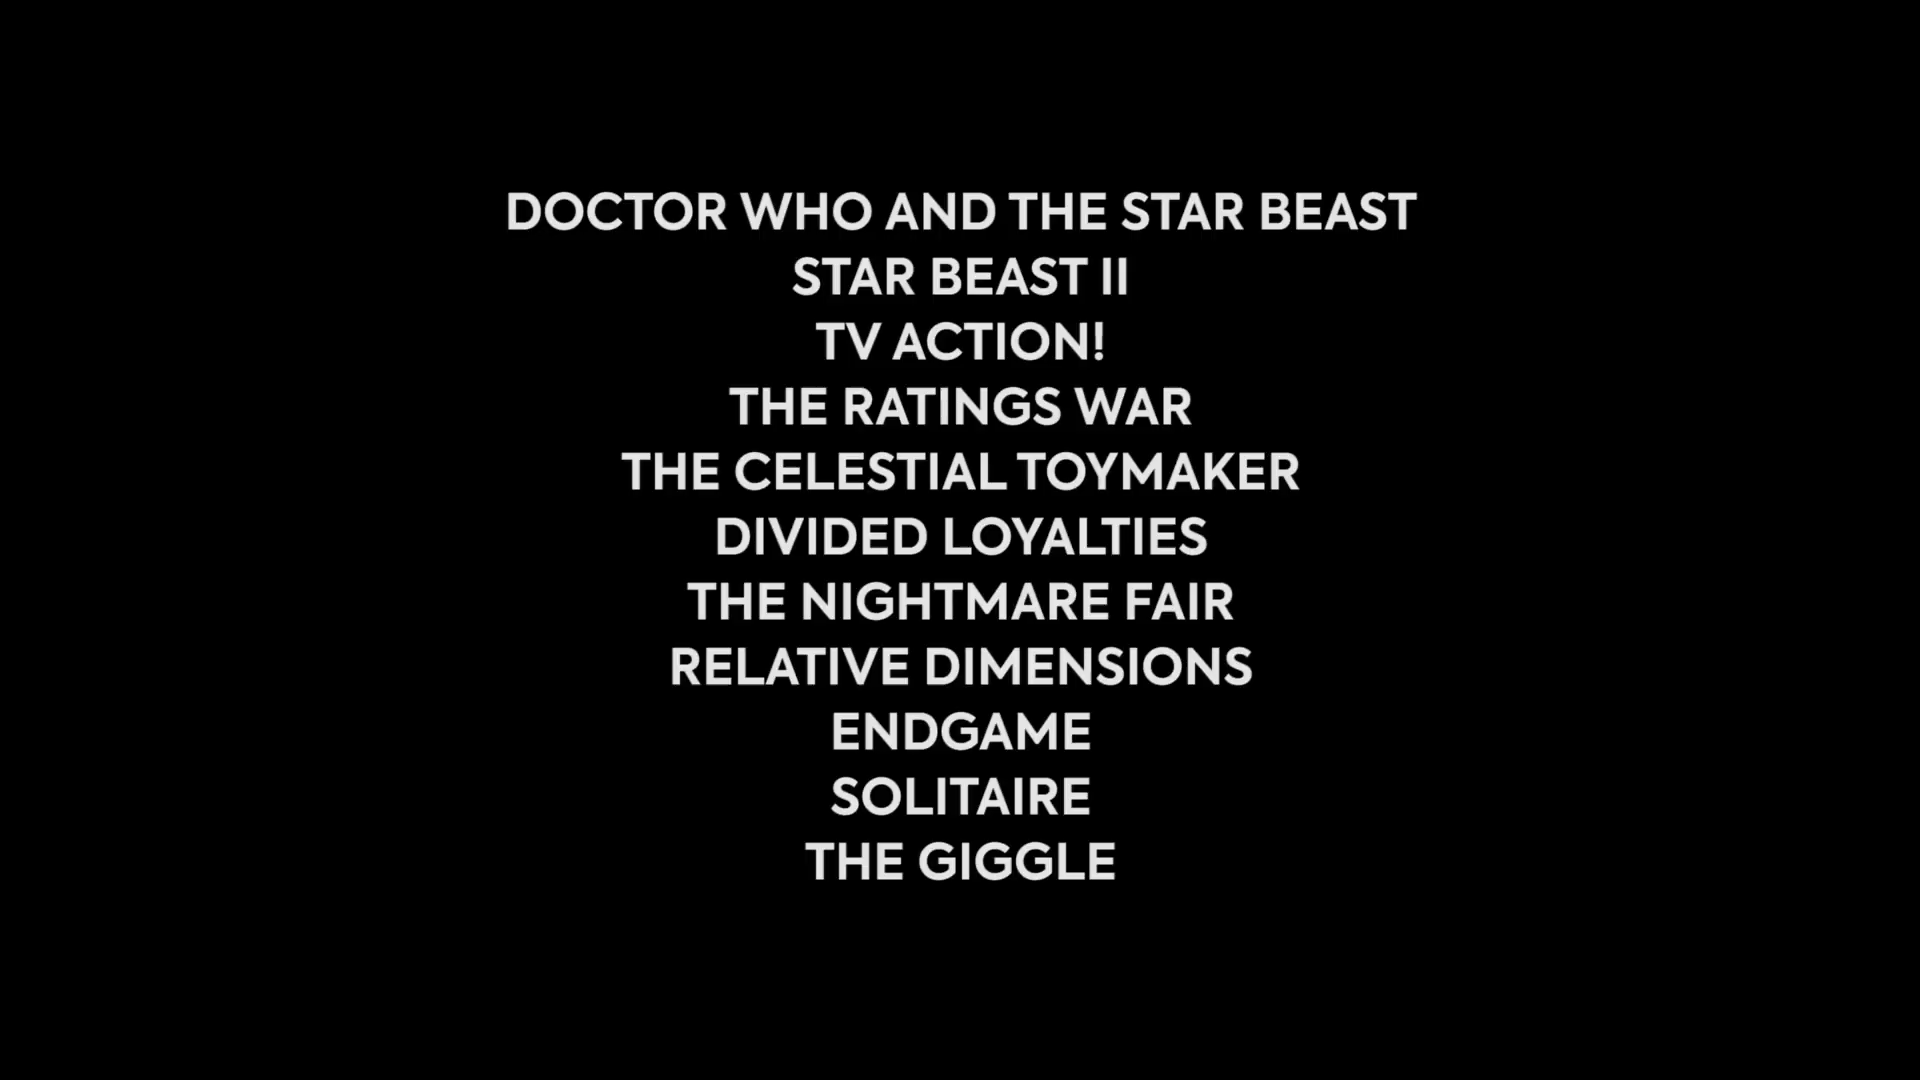 DOCTOR WHO AND THE STAR BEAST
STAR BEAST II
TV ACTION!
THE RATINGS WAR
THE CELESTIAL TOYMAKER
DIVIDED LOYALTIES
THE NIGHTMARE FAIR
RELATIVE DIMENSIONS
ENDGAME
SOLITAIRE
THE GIGGLE